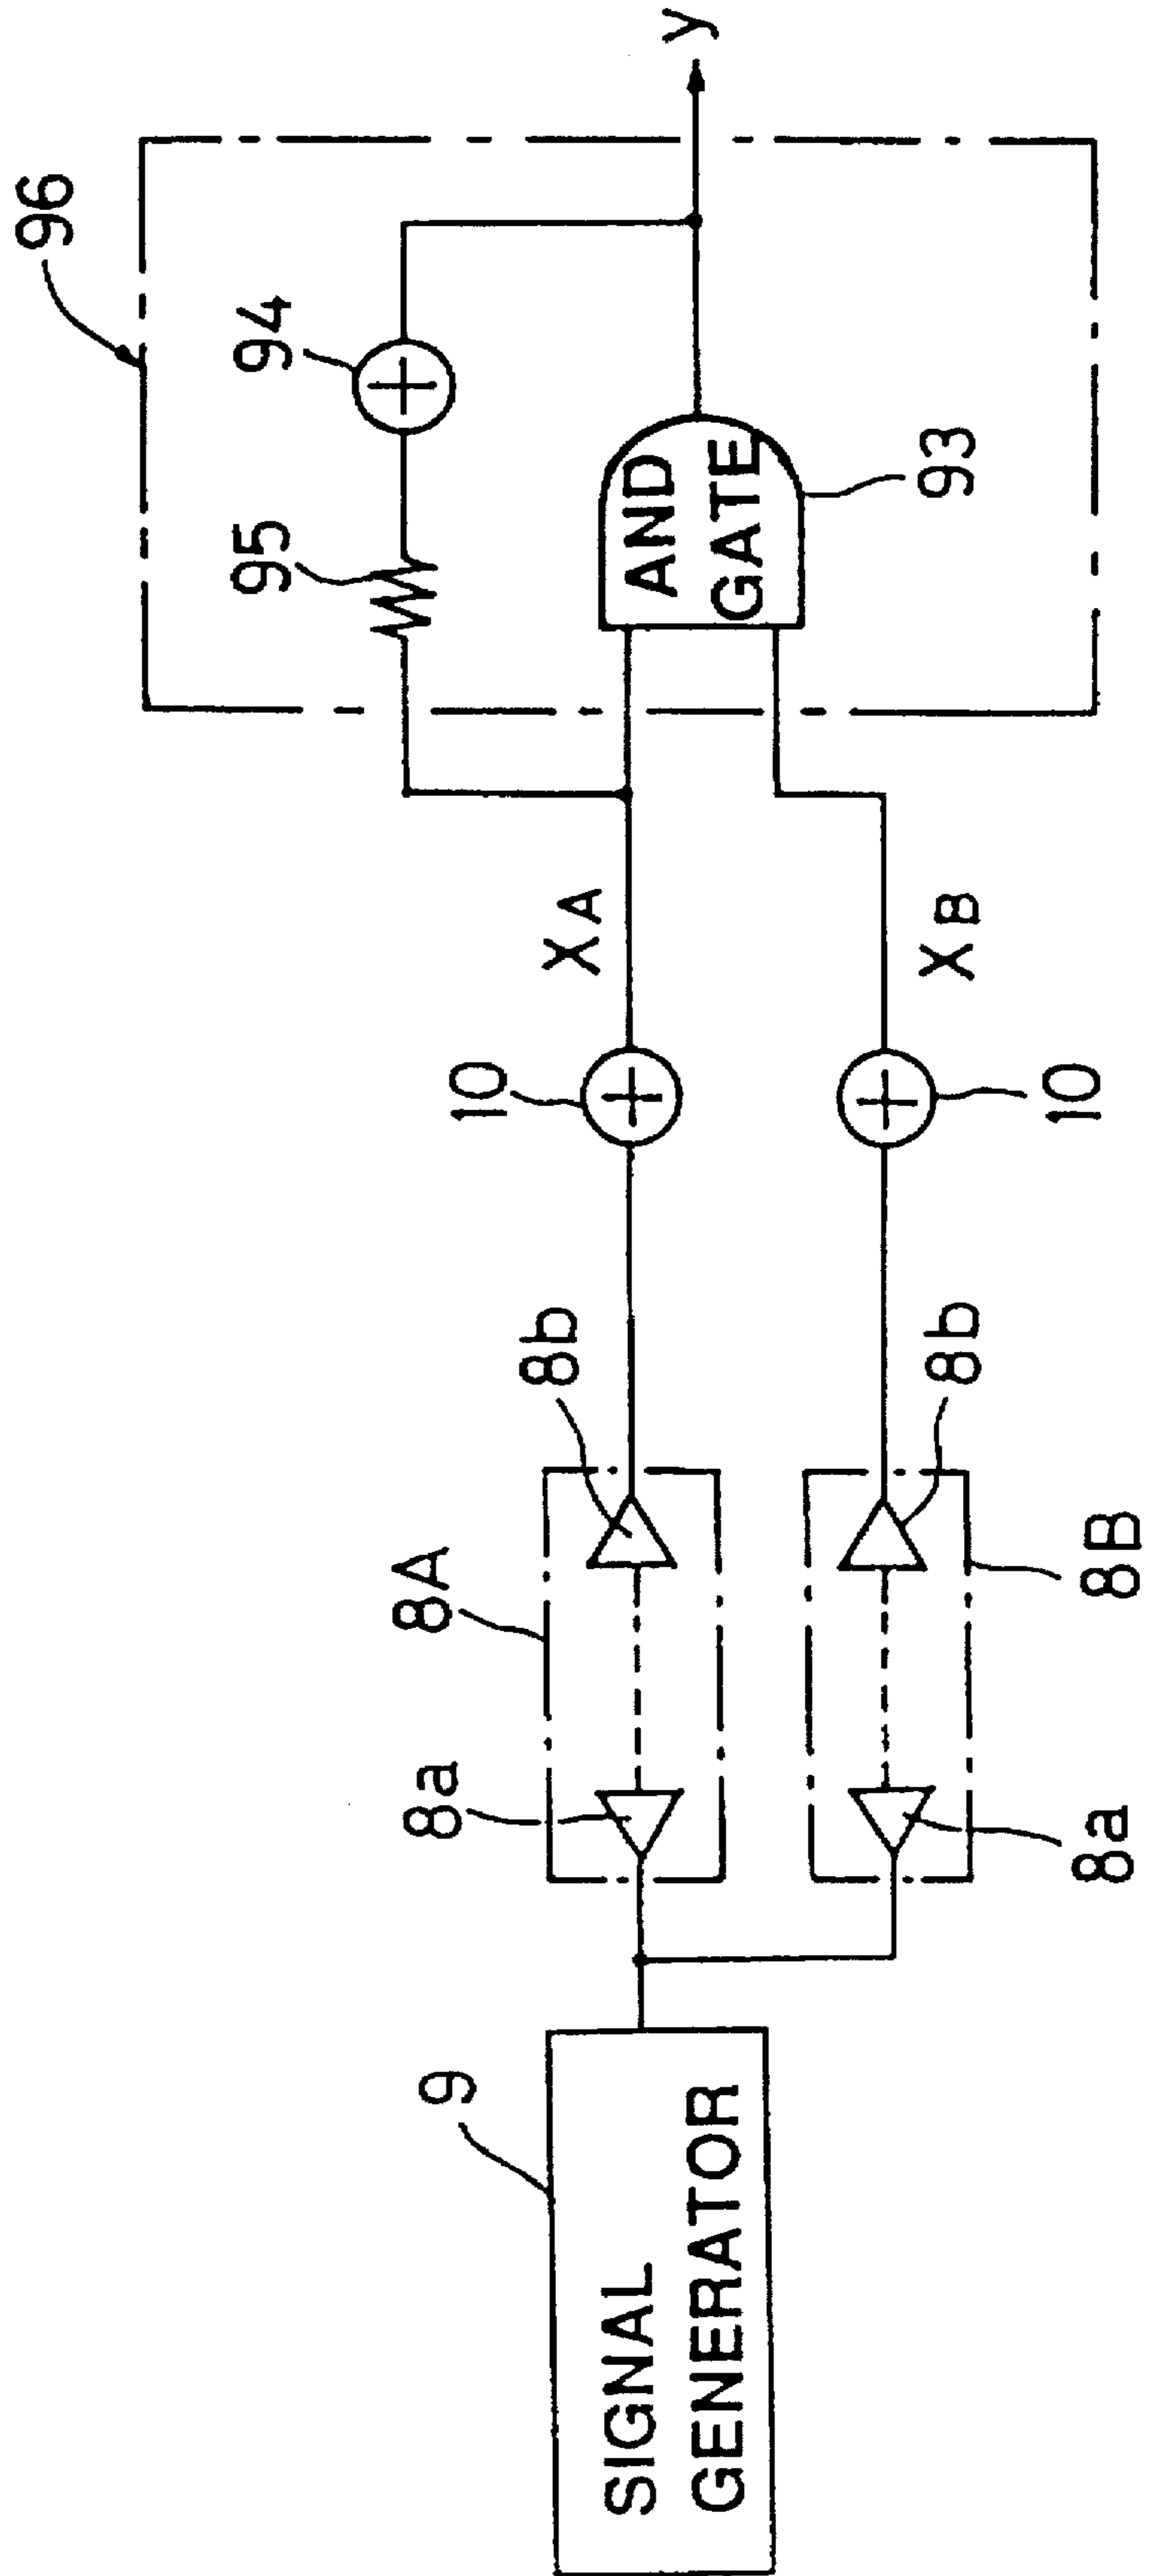 96
94
95
AND
GATE
93
y
XA
XB
10
10
8A
8b
8a
8b
8B
8a
9
SIGNAL
GENERATOR